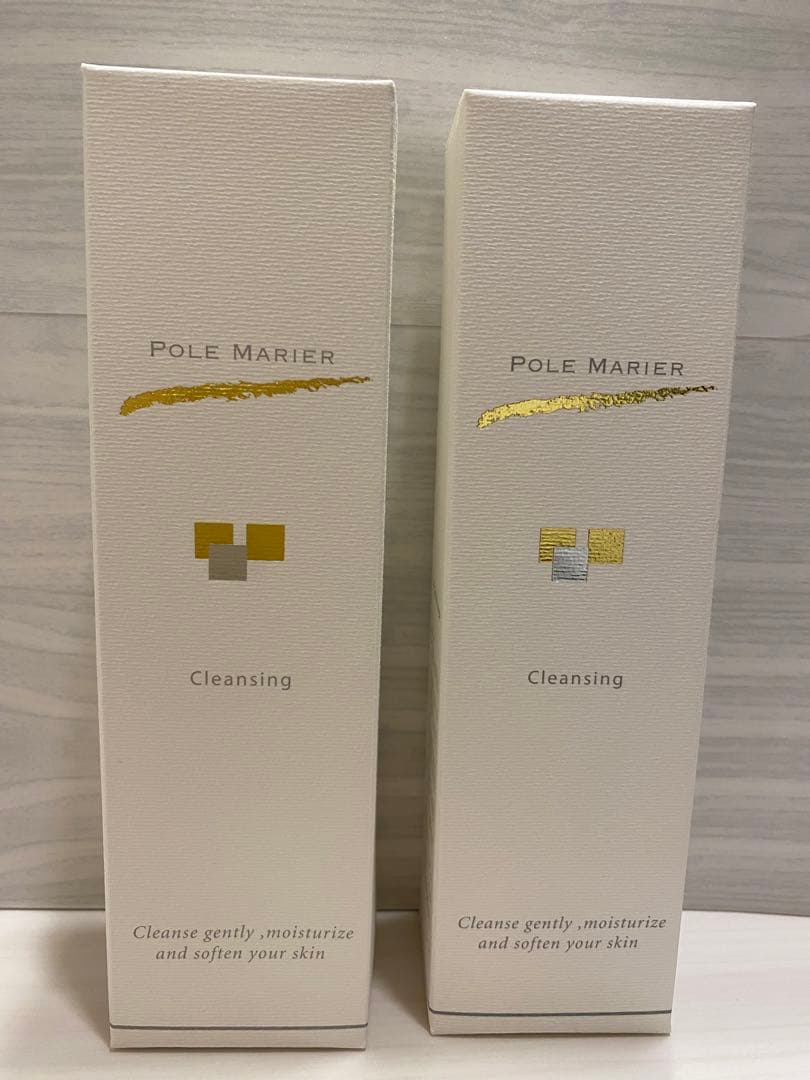 POLE MARIER
Cleansing
Cleanse gently ,moisturize
and soften your skin
POLE MARIER
Cleansing
Cleanse gently ,moisturize
and soften your skin